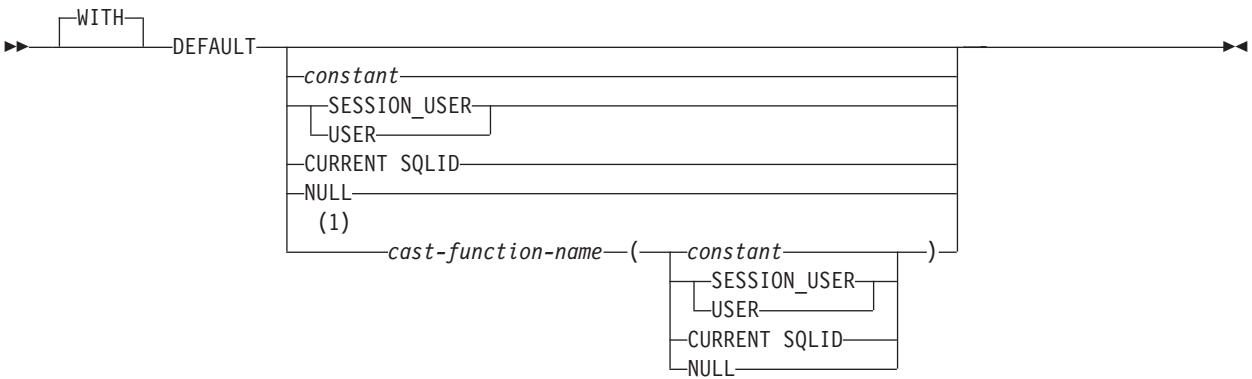 WITH
DEFAULT
constant
SESSION_USER
USER
CURRENT SQLID
NULL
(1)
cast-function-name ( constant )
SESSION_USER
USER
CURRENT SQLID
NULL